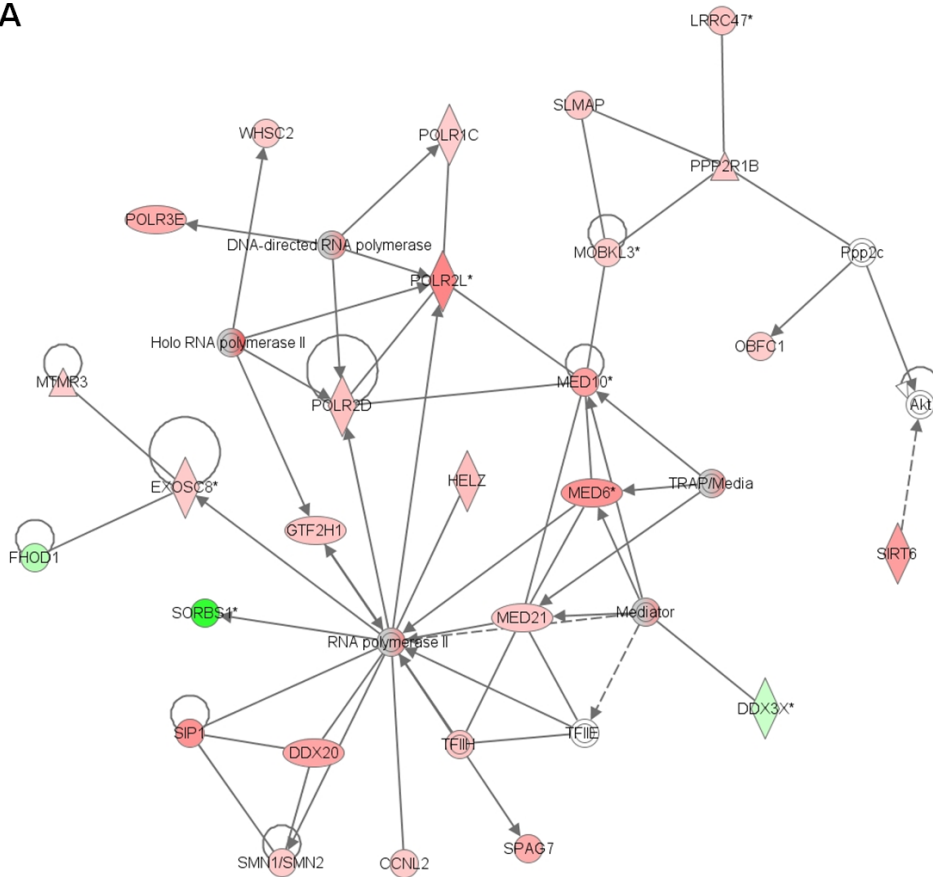 A
LRRC47*
SLMAP
WHSC2
POLR1C
PPP2R1B
POLR3E
DNA-directed RNA polymerase
MOBKL3*
Ppp2c
POLR2L*
Holo RNA polymerase II
OBFC1
MTMR3
MED10*
POLR2D
Akt
EXOSC8*
HELZ
MED6*
TRAP/Media
GTF2H1
FHOD1
SIRT6
SORBS1*
MED21
Mediator
RNA polymerase II
DDX3X*
SIP1
DDX20
TFIIH
TFIIE
SMN1/SMN2
CCNL2
SPAG7